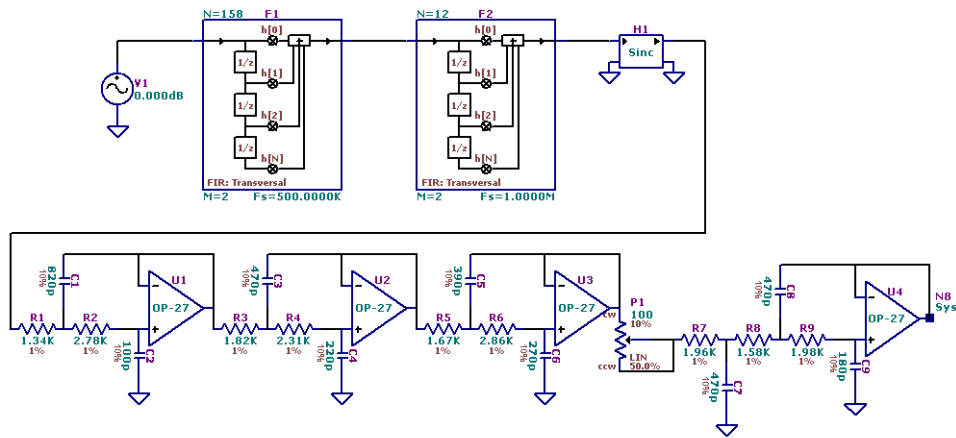 N=158 F1
h[0]
+
1/z
h[1]
1/z
h[2]
1/z
h[N]
FIR: Transversal
M=2 Fs=500.0000K
N=12 F2
h[0]
+
1/z
h[1]
1/z
h[2]
1/z
h[N]
FIR: Transversal
M=2 Fs=1.0000M
H1
Sinc
V1
0.000dB
820p
10%
C1
U1
OP-27
R1
1.34K
1%
R2
2.78K
1%
100p
10%
C2
470p
10%
C3
U2
OP-27
R3
1.82K
1%
R4
2.31K
1%
220p
10%
C4
390p
10%
C5
U3
OP-27
R5
1.67K
1%
R6
2.86K
1%
270p
10%
C6
P1
100
10%
cw
LIN
50.0%
ccw
R7
1.96K
1%
470p
10%
C7
R8
1.58K
1%
470p
10%
C8
R9
1.98K
1%
180p
10%
C9
U4
OP-27
N8
Sys